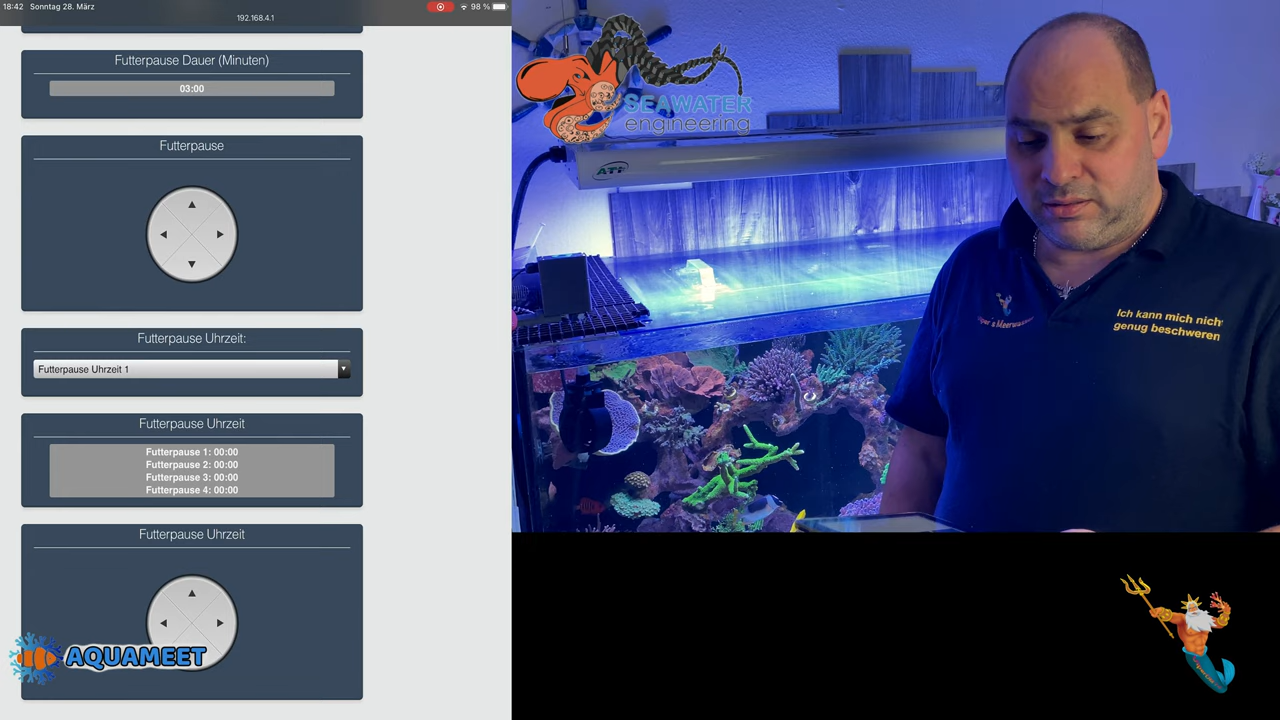 18:42 Sonntag 28. März
98 %
192.168.4.1
Futterpause Dauer (Minuten)
03:00
Futterpause
Futterpause Uhrzeit:
Futterpause Uhrzeit 1
Futterpause Uhrzeit
Futterpause 1: 00:00
Futterpause 2: 00:00
Futterpause 3: 00:00
Futterpause 4: 00:00
Futterpause Uhrzeit
AQUAMEET
SEAWATER
engineering
ATI
Ich kann mich nich
genug beschweren